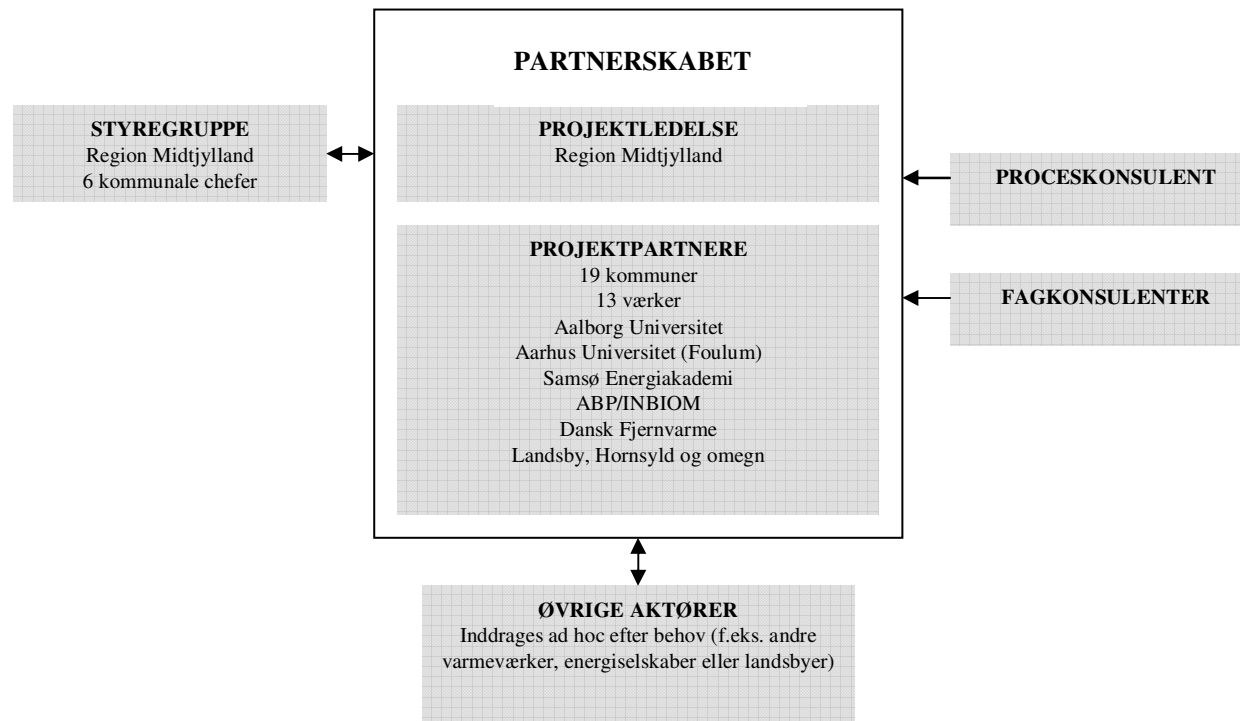 PARTNERSKABET
STYREGRUPPE
Region Midtjylland
6 kommunale chefer
PROJEKTLEDELSE
Region Midtjylland
PROCESKONSULENT
PROJEKTPARTNERE
19 kommuner
13 værker
Aalborg Universitet
Aarhus Universitet (Foulum)
Samsø Energiakademi
ABP/INBIOM
Dansk Fjernvarme
Landsby, Hornsyld og omegn
FAGKONSULENTER
ØVRIGE AKTØRER
Inddrages ad hoc efter behov (f.eks. andre
varmeværker, energiselskaber eller landsbyer)